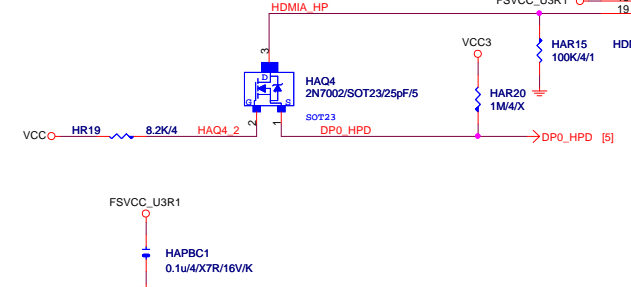 HDMIA_HP
FSVCC_U3R1
19
3
VCC3
HAR15
100K/4/1
D
G
S
HAQ4
2N7002/SOT23/25pF/5
SOT23
HAR20
1M/4/X
2
1
VCC
HR19
8.2K/4
HAQ4_2
DP0_HPD
DP0_HPD [5]
FSVCC_U3R1
HAPBC1
0.1u/4/X7R/16V/K